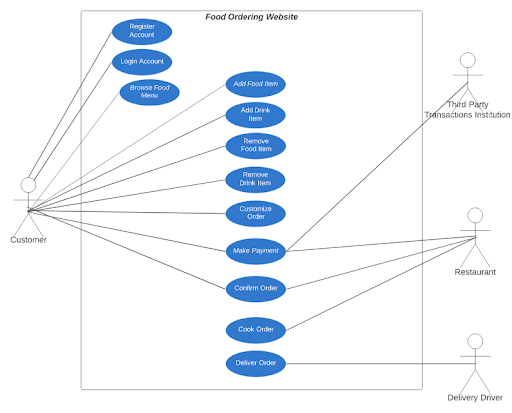 Food Ordering Website
Register
Account
Login Account
Browse Food
Menu
Add Food Item
Add Drink
Item
Remove
Food Item
Remove
Drink Item
Customize
Order
Make Payment
Confirm Order
Cook Order
Deliver Order
Customer
Third Party
Transactions Institution
Restaurant
Delivery Driver